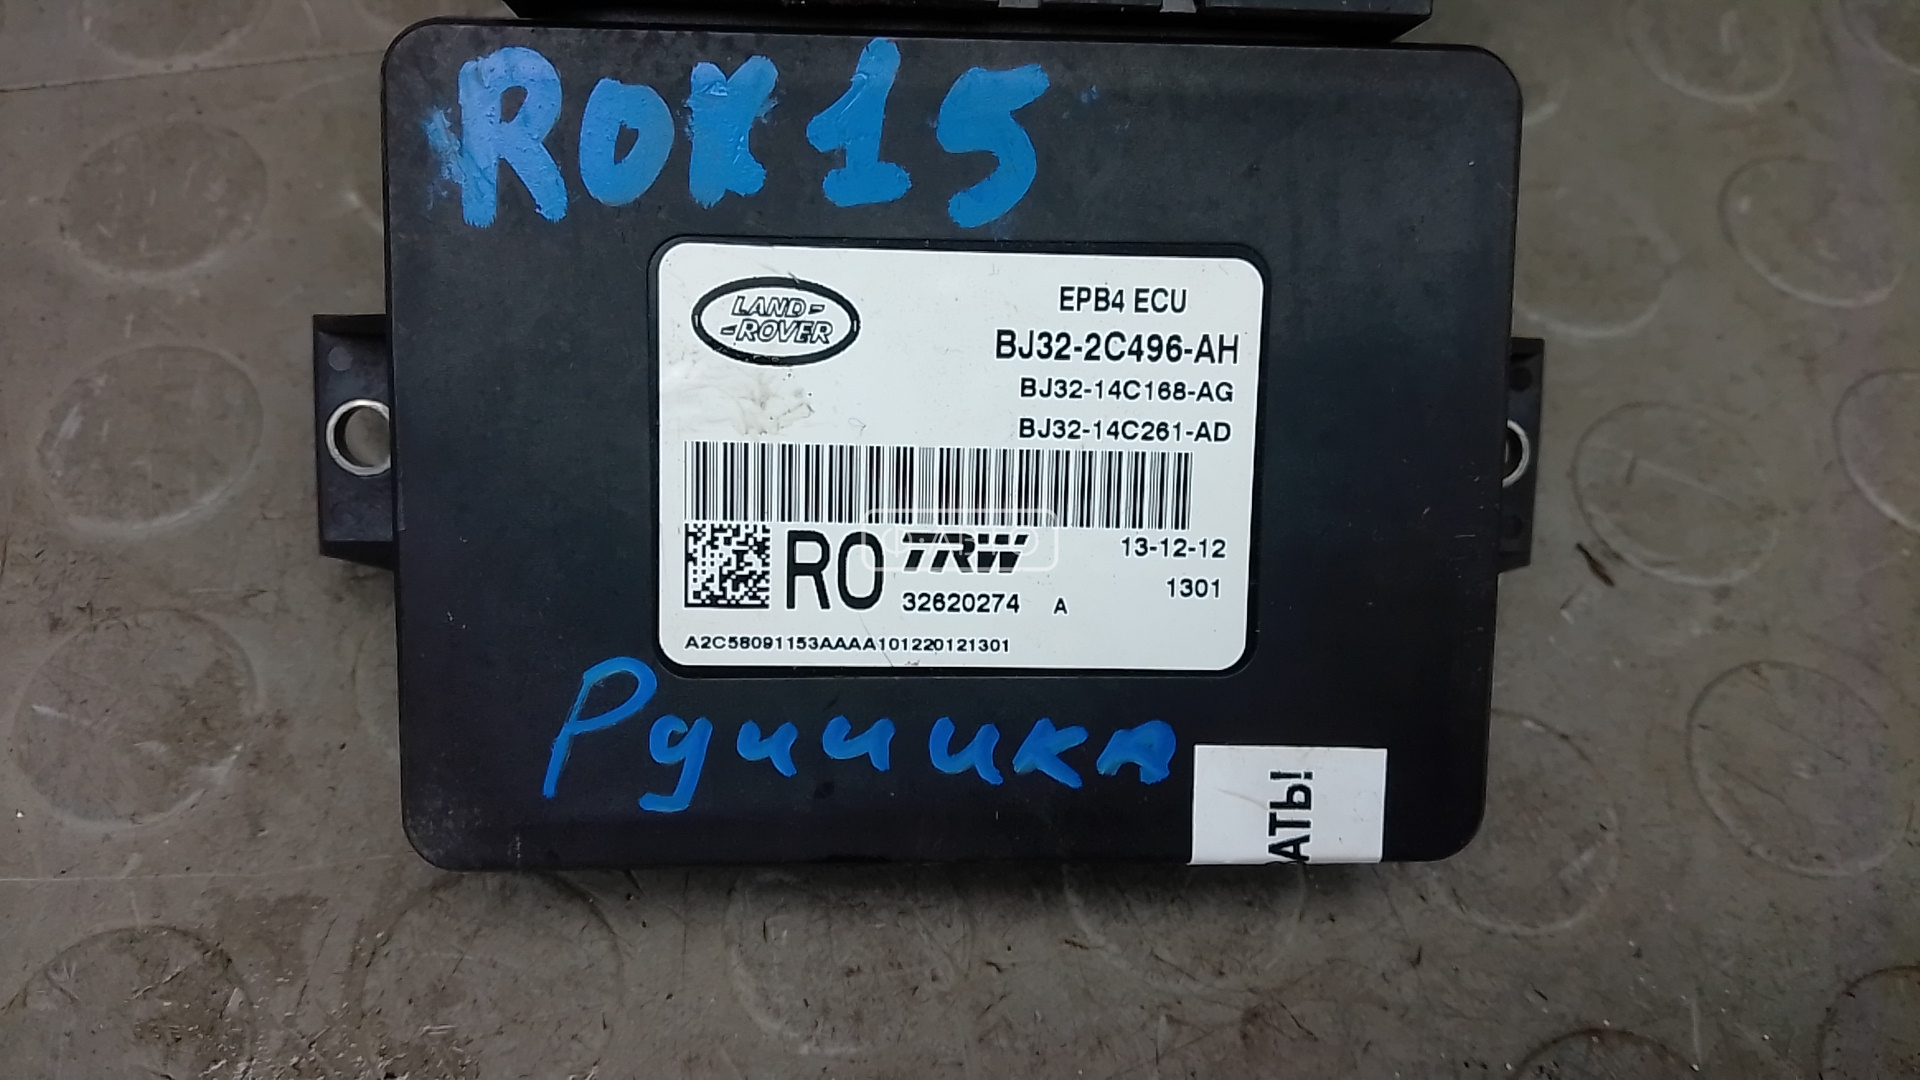 ROK15
LAND-
-ROVER
EPB4 ECU
BJ32-2C496-AH
BJ32-14C168-AG
BJ32-14C261-AD
RO TRW 13-12-12
32620274 A 1301
A2C58091153AAAA101220121301
Рдичика
АТЬ!